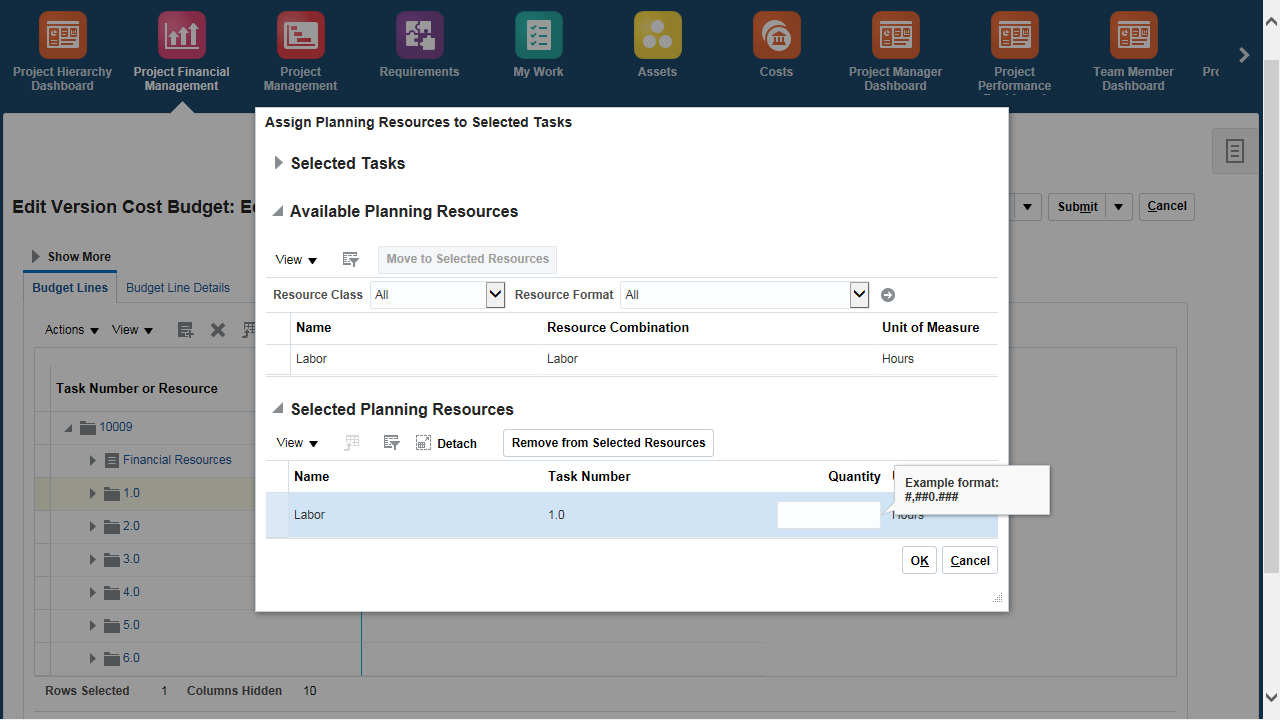 Project Hierarchy
Dashboard
Project Financial
Management
Project
Management
Requirements
My Work
Assets
Costs
Project Manager
Dashboard
Project
Performance
Team Member
Dashboard
Assign Planning Resources to Selected Tasks
Selected Tasks
Edit Version Cost Budget:
Submit
Cancel
Available Planning Resources
Show More
View
Move to Selected Resources
Budget Lines
Budget Line Details
Resource Class
All
Resource Format
All
Actions
View
Name
Resource Combination
Unit of Measure
Labor
Labor
Hours
Task Number or Resource
Selected Planning Resources
10009
View
Detach
Remove from Selected Resources
Financial Resources
Name
Task Number
Quantity
Example format:
#,##0.###
1.0
Labor
1.0
Hours
2.0
3.0
OK
Cancel
4.0
5.0
6.0
Rows Selected
1
Columns Hidden
10